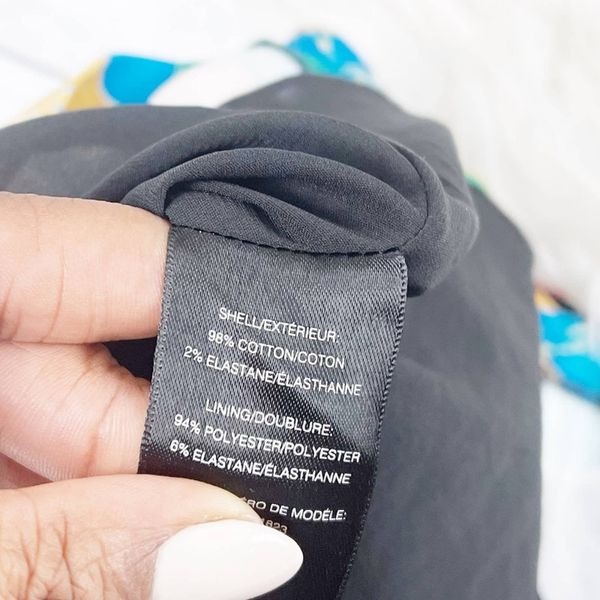 SHELL/EXTÉRIEUR:
98% COTTON/COTON
2% ELASTANE/ÉLASTHANNE
LINING/DOUBLURE:
94% POLYESTER/POLYESTER
6% ELASTANE/ÉLASTHANNE
DE MODÈLE: